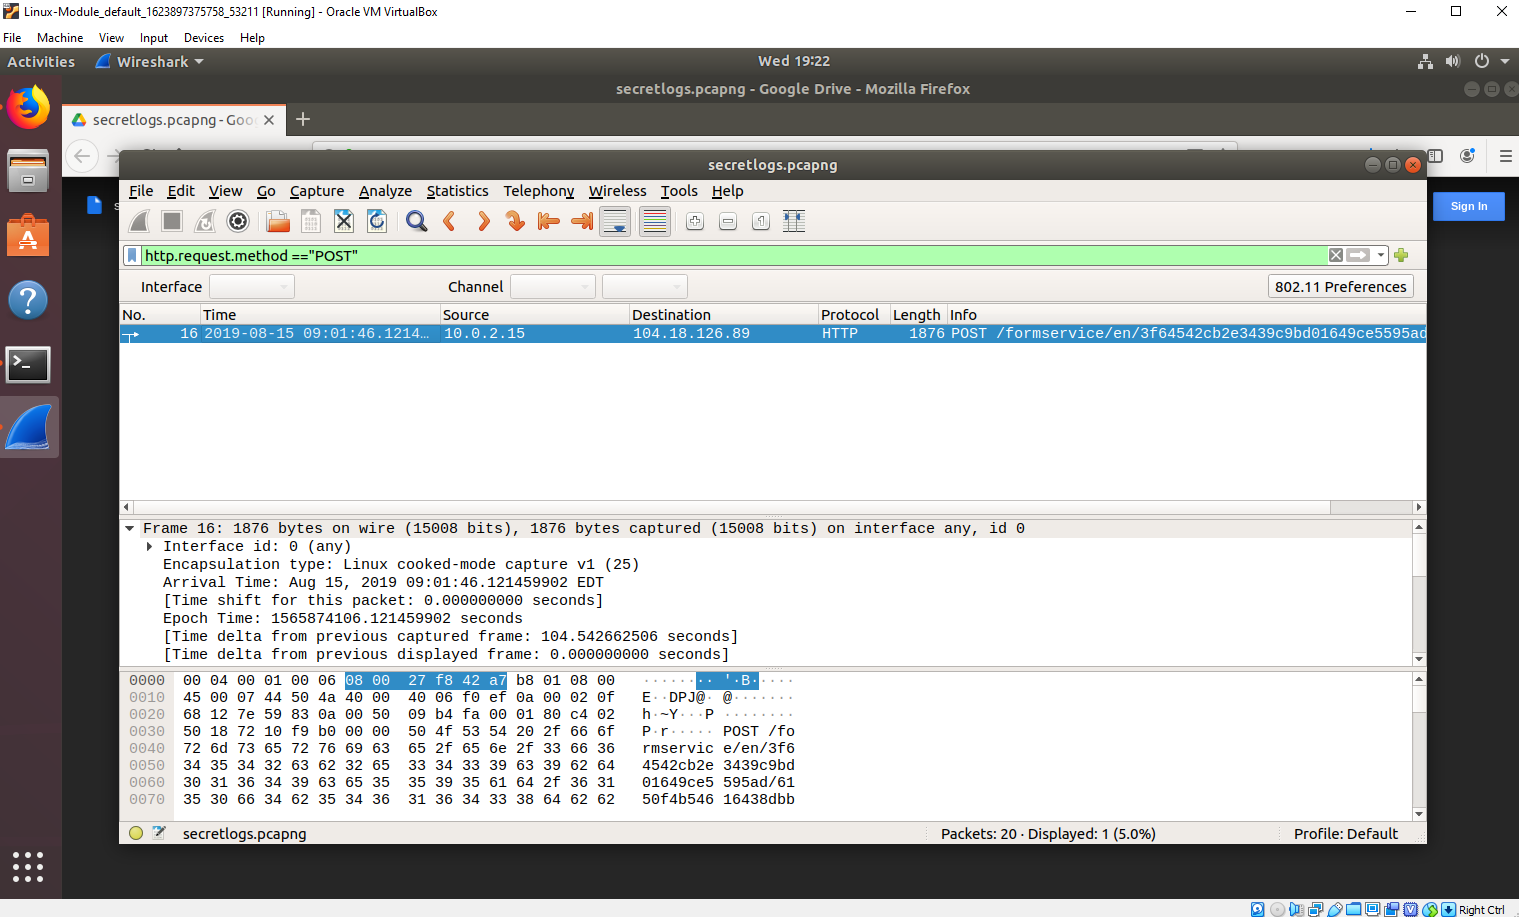 Linux-Module_default_1623897375758_53211 [Running] - Oracle VM VirtualBox
File Machine View Input Devices Help
Activities Wireshark Wed 19:22
secretlogs.pcapng - Google Drive - Mozilla Firefox
secretlogs.pcapng - Goo
secretlogs.pcapng
Sign In
File Edit View Go Capture Analyze Statistics Telephony Wireless Tools Help
http.request.method =="POST"
Interface Channel 802.11 Preferences
No. Time Source Destination Protocol Length Info
16 2019-08-15 09:01:46.1214… 10.0.2.15 104.18.126.89 HTTP 1876 POST /formservice/en/3f64542cb2e3439c9bd01649ce5595ad
Frame 16: 1876 bytes on wire (15008 bits), 1876 bytes captured (15008 bits) on interface any, id 0
Interface id: 0 (any)
Encapsulation type: Linux cooked-mode capture v1 (25)
Arrival Time: Aug 15, 2019 09:01:46.121459902 EDT
[Time shift for this packet: 0.000000000 seconds]
Epoch Time: 1565874106.121459902 seconds
[Time delta from previous captured frame: 104.542662506 seconds]
[Time delta from previous displayed frame: 0.000000000 seconds]
0000 00 04 00 01 00 06 08 00 27 f8 42 a7 b8 01 08 00 ········ '·B·····
0010 45 00 07 44 50 4a 40 00 40 06 f0 ef 0a 00 02 0f E··DPJ@· @·······
0020 68 12 7e 59 83 0a 00 50 09 b4 fa 00 01 80 c4 02 h·~Y···P ········
0030 50 18 72 10 f9 b0 00 00 50 4f 53 54 20 2f 66 6f P·r····· POST /fo
0040 72 6d 73 65 72 76 69 63 65 2f 65 6e 2f 33 66 36 rmservic e/en/3f6
0050 34 35 34 32 63 62 32 65 33 34 33 39 63 39 62 64 4542cb2e 3439c9bd
0060 30 31 36 34 39 63 65 35 35 39 35 61 64 2f 36 31 01649ce5 595ad/61
0070 35 30 66 34 62 35 34 36 31 36 34 33 38 64 62 62 50f4b546 16438dbb
secretlogs.pcapng Packets: 20 · Displayed: 1 (5.0%) Profile: Default
Right Ctrl